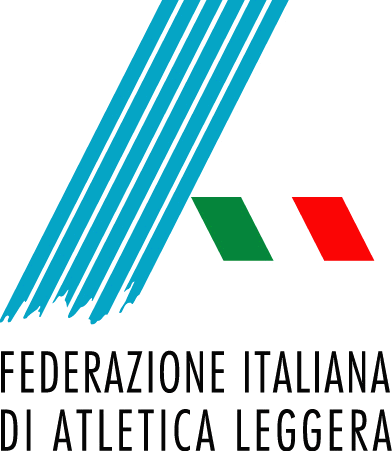 FEDERAZIONE ITALIANA
DI ATLETICA LEGGERA